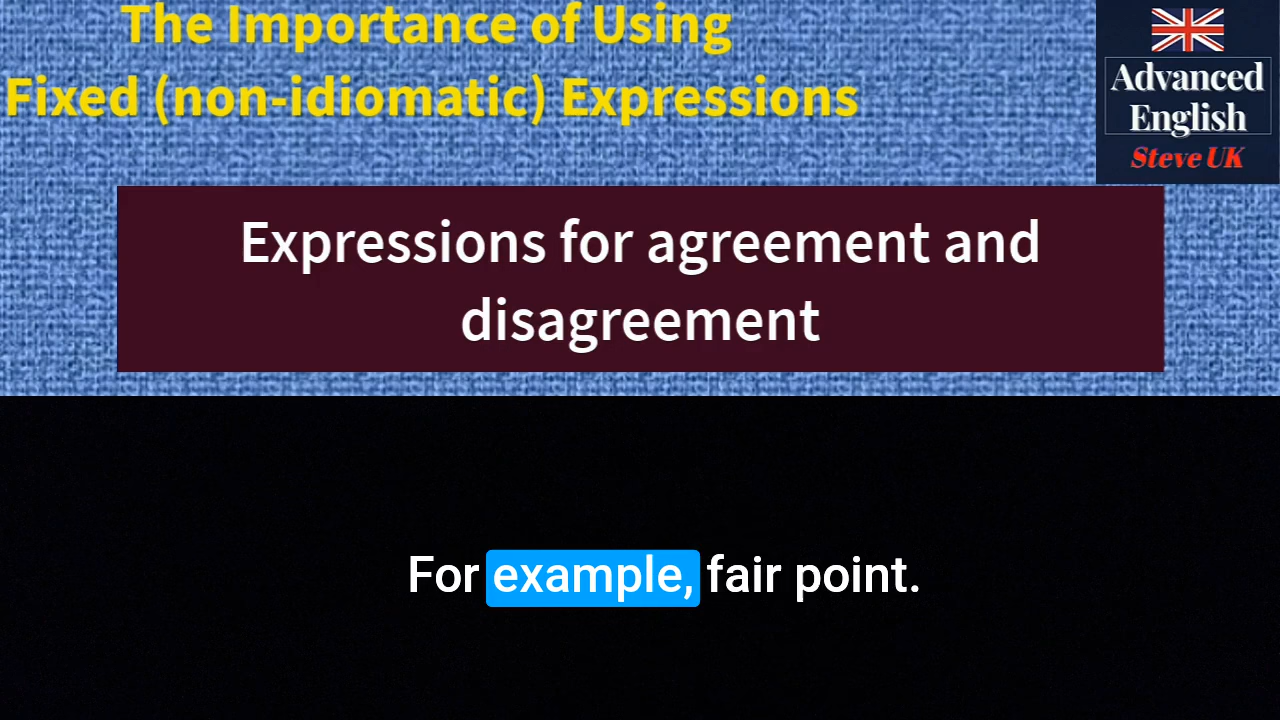 The Importance of Using
Fixed (non-idiomatic) Expressions
Advanced
English
Steve UK
Expressions for agreement and
disagreement
For example, fair point.